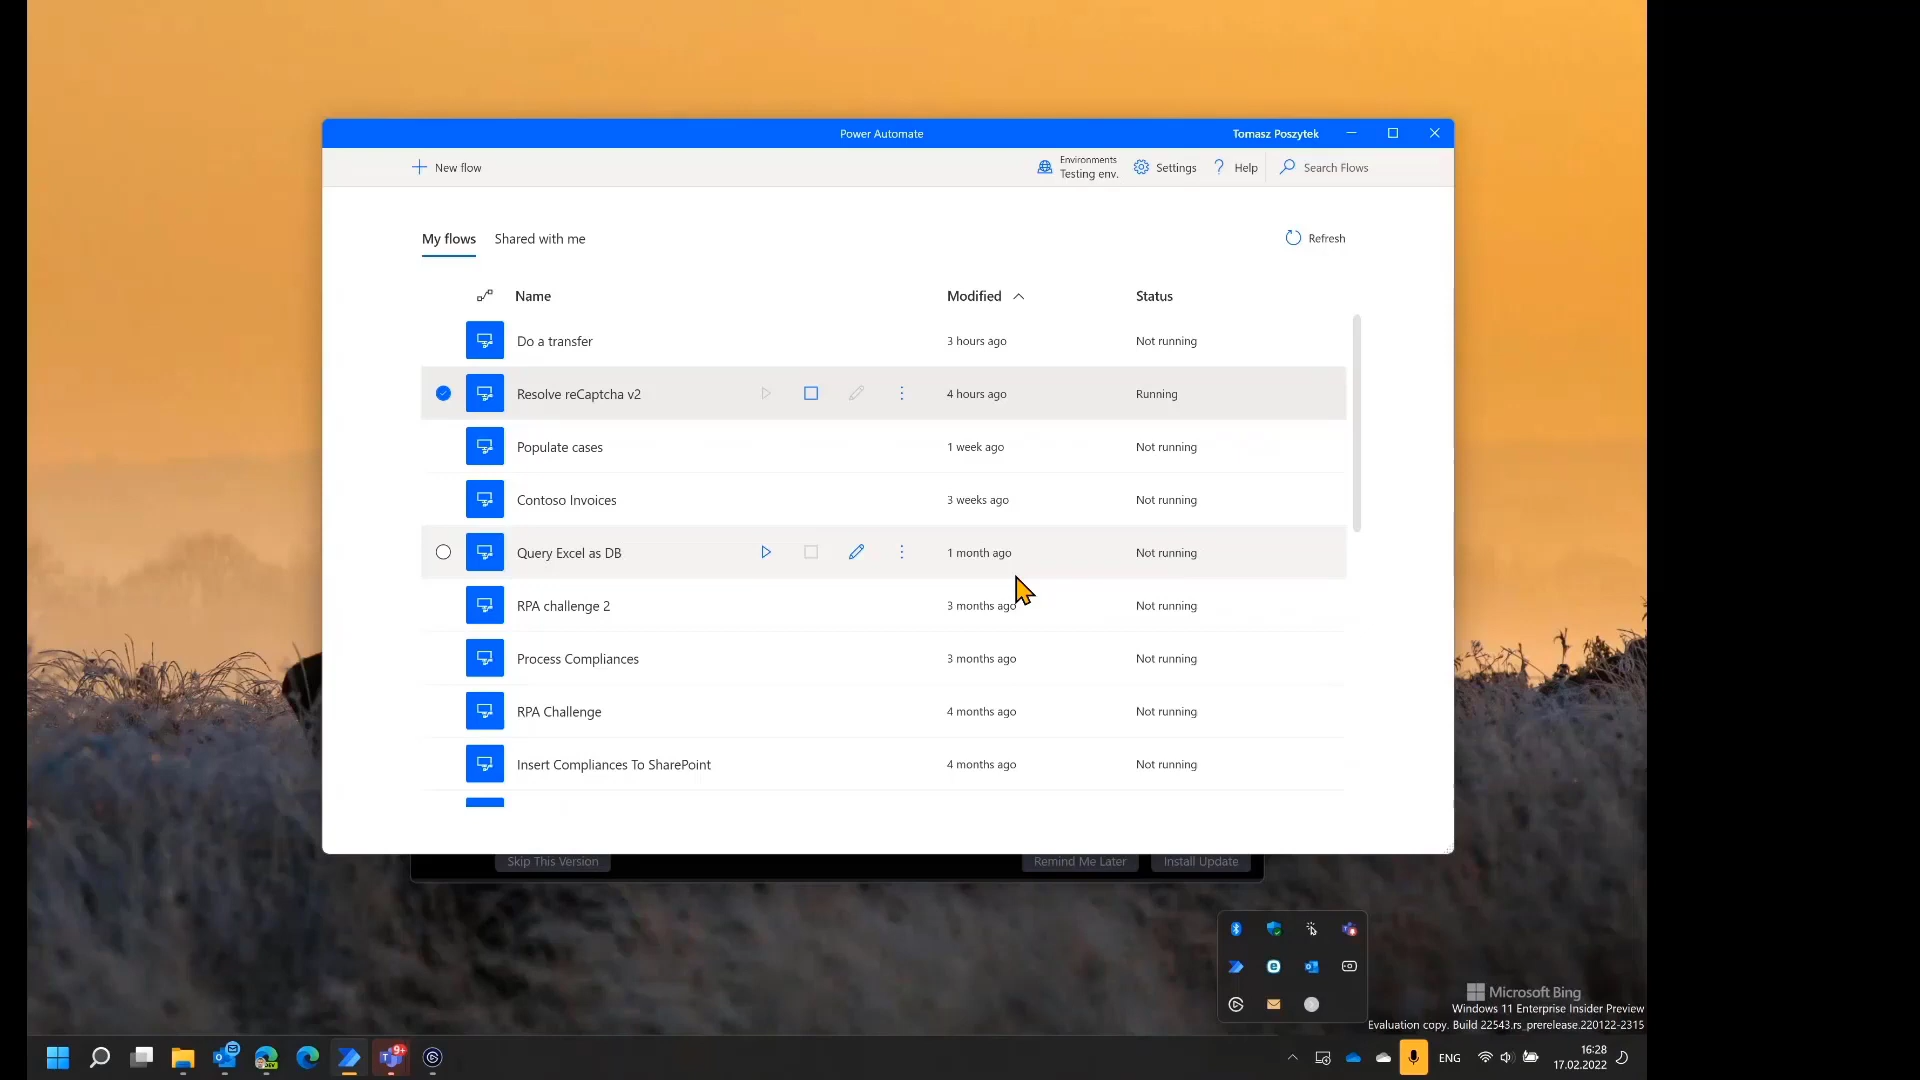 Power Automate
Tomasz Poszytek
New flow
Environments
Testing env.
Settings
Help
Search Flows
My flows
Shared with me
Refresh
Name
Modified
Status
Do a transfer
3 hours ago
Not running
Resolve reCaptcha v2
4 hours ago
Running
Populate cases
1 week ago
Not running
Contoso Invoices
3 weeks ago
Not running
Query Excel as DB
1 month ago
Not running
RPA challenge 2
3 months ago
Not running
Process Compliances
3 months ago
Not running
RPA Challenge
4 months ago
Not running
Insert Compliances To SharePoint
4 months ago
Not running
Skip This Version
Remind Me Later
Install Update
Microsoft Bing
Windows 11 Enterprise Insider Preview
Evaluation copy. Build 22543.rs_prerelease.220122-2315
9+
DEV
ENG
16:28
17.02.2022